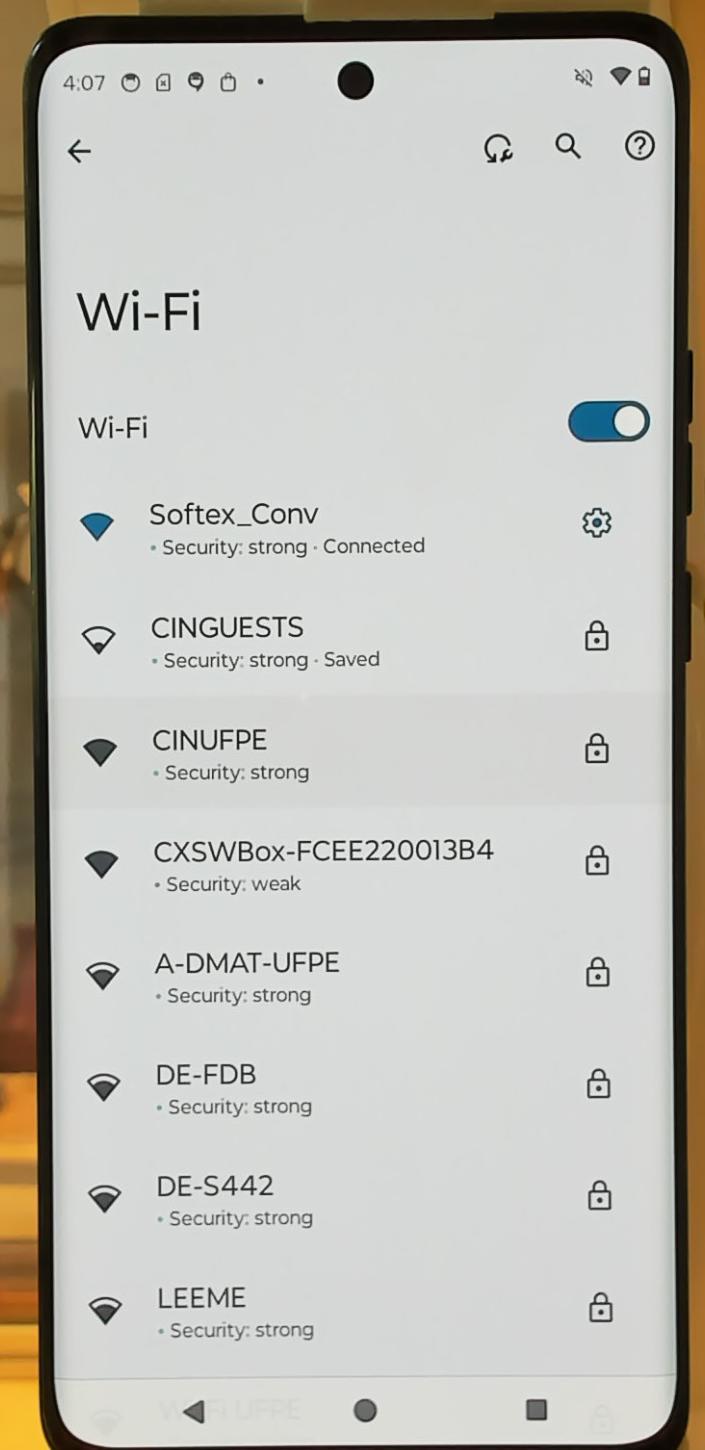 4:07
Wi-Fi
Wi-Fi
Softex_Conv
• Security: strong · Connected
CINGUESTS
• Security: strong · Saved
CINUFPE
• Security: strong
CXSWBox-FCEE220013B4
• Security: weak
A-DMAT-UFPE
• Security: strong
DE-FDB
• Security: strong
DE-S442
• Security: strong
LEEME
• Security: strong
UFPE